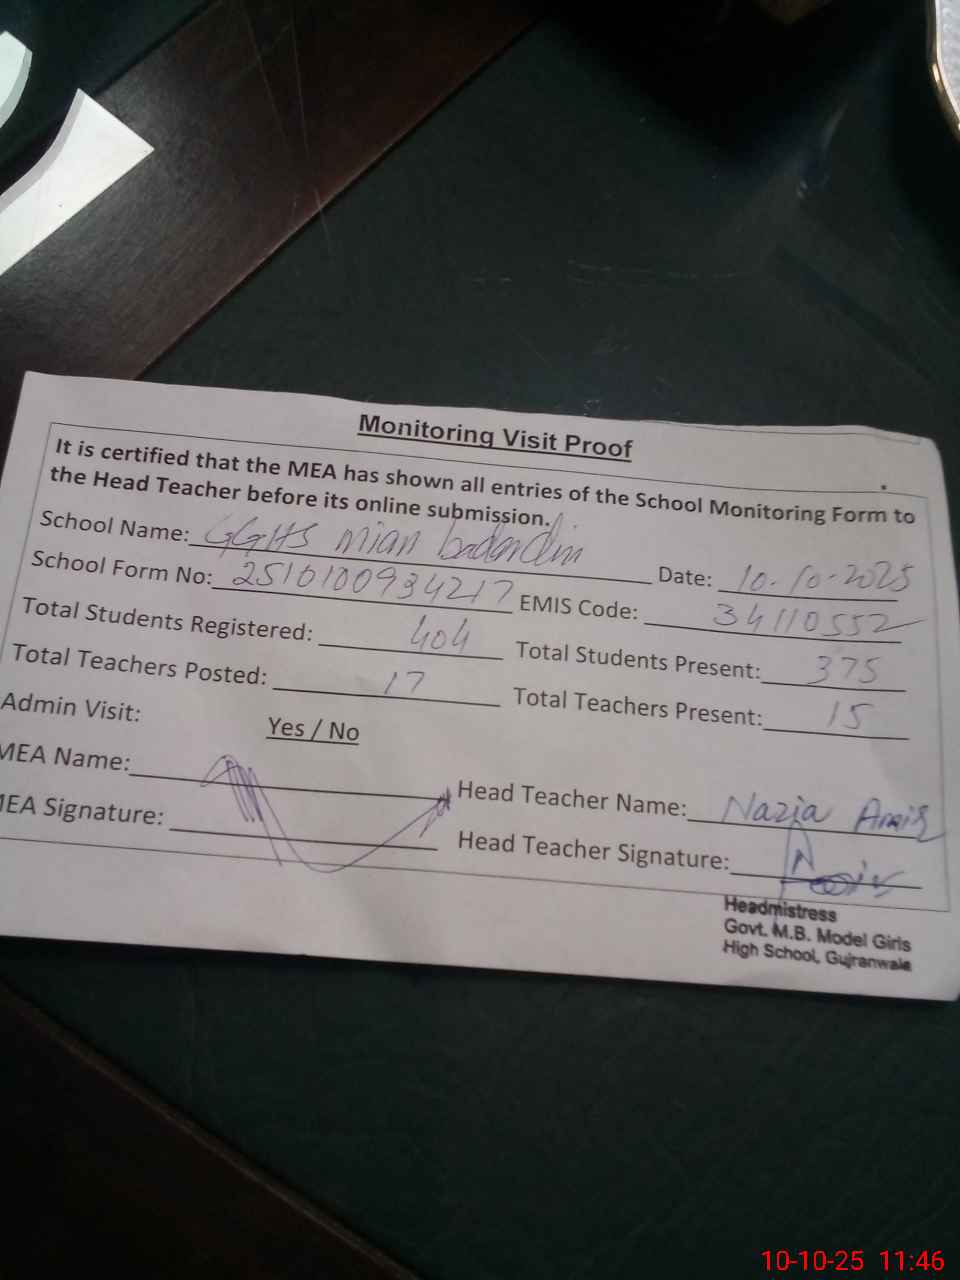 Monitoring Visit Proof
It is certified that the MEA has shown all entries of the School Monitoring Form to
the Head Teacher before its online submission.
School Name: GGHS mian Date: 10-10-2025
School Form No: 2510100934217 EMIS Code: 34110552
Total Students Registered: 404 Total Students Present: 375
Total Teachers Posted: 17 Total Teachers Present: 15
Admin Visit: Yes / No
MEA Name: Head Teacher Name: Nazia Amir
MEA Signature: Head Teacher Signature:
Headmistress
Govt. M.B. Model Girls
High School, Gujranwala
10-10-25 11:46